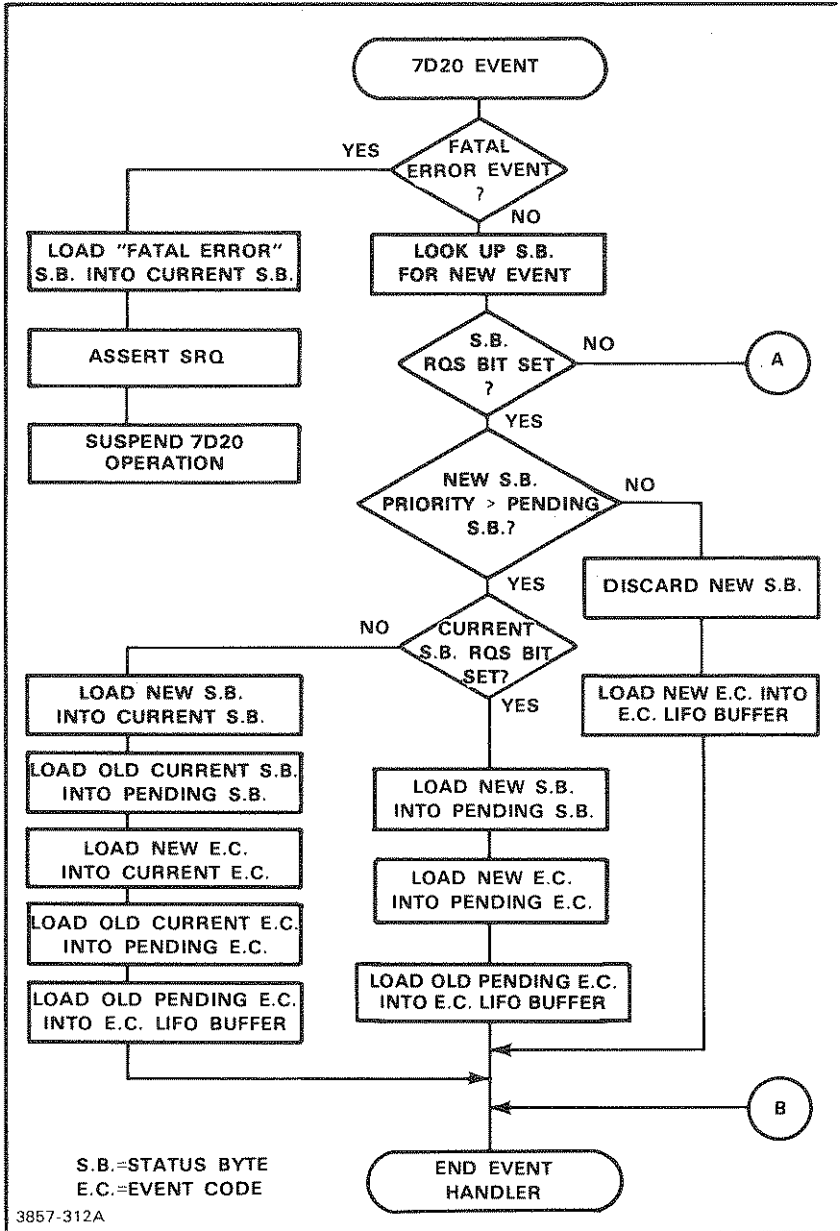 7D20 EVENT
YES
FATAL
ERROR EVENT
?
NO
LOAD "FATAL ERROR"
S.B. INTO CURRENT S.B.
LOOK UP S.B.
FOR NEW EVENT
ASSERT SRQ
S.B.
RQS BIT SET
?
NO
A
YES
SUSPEND 7D20
OPERATION
NEW S.B.
PRIORITY > PENDING
S.B.?
NO
YES
DISCARD NEW S.B.
NO
CURRENT
S.B. RQS BIT
SET?
YES
LOAD NEW S.B.
INTO CURRENT S.B.
LOAD NEW E.C. INTO
E.C. LIFO BUFFER
LOAD OLD CURRENT S.B.
INTO PENDING S.B.
LOAD NEW S.B.
INTO PENDING S.B.
LOAD NEW E.C.
INTO CURRENT E.C.
LOAD NEW E.C.
INTO PENDING E.C.
LOAD OLD CURRENT E.C.
INTO PENDING E.C.
LOAD OLD PENDING E.C.
INTO E.C. LIFO BUFFER
LOAD OLD PENDING E.C.
INTO E.C. LIFO BUFFER
B
S.B.=STATUS BYTE
E.C.=EVENT CODE
END EVENT
HANDLER
3857-312A